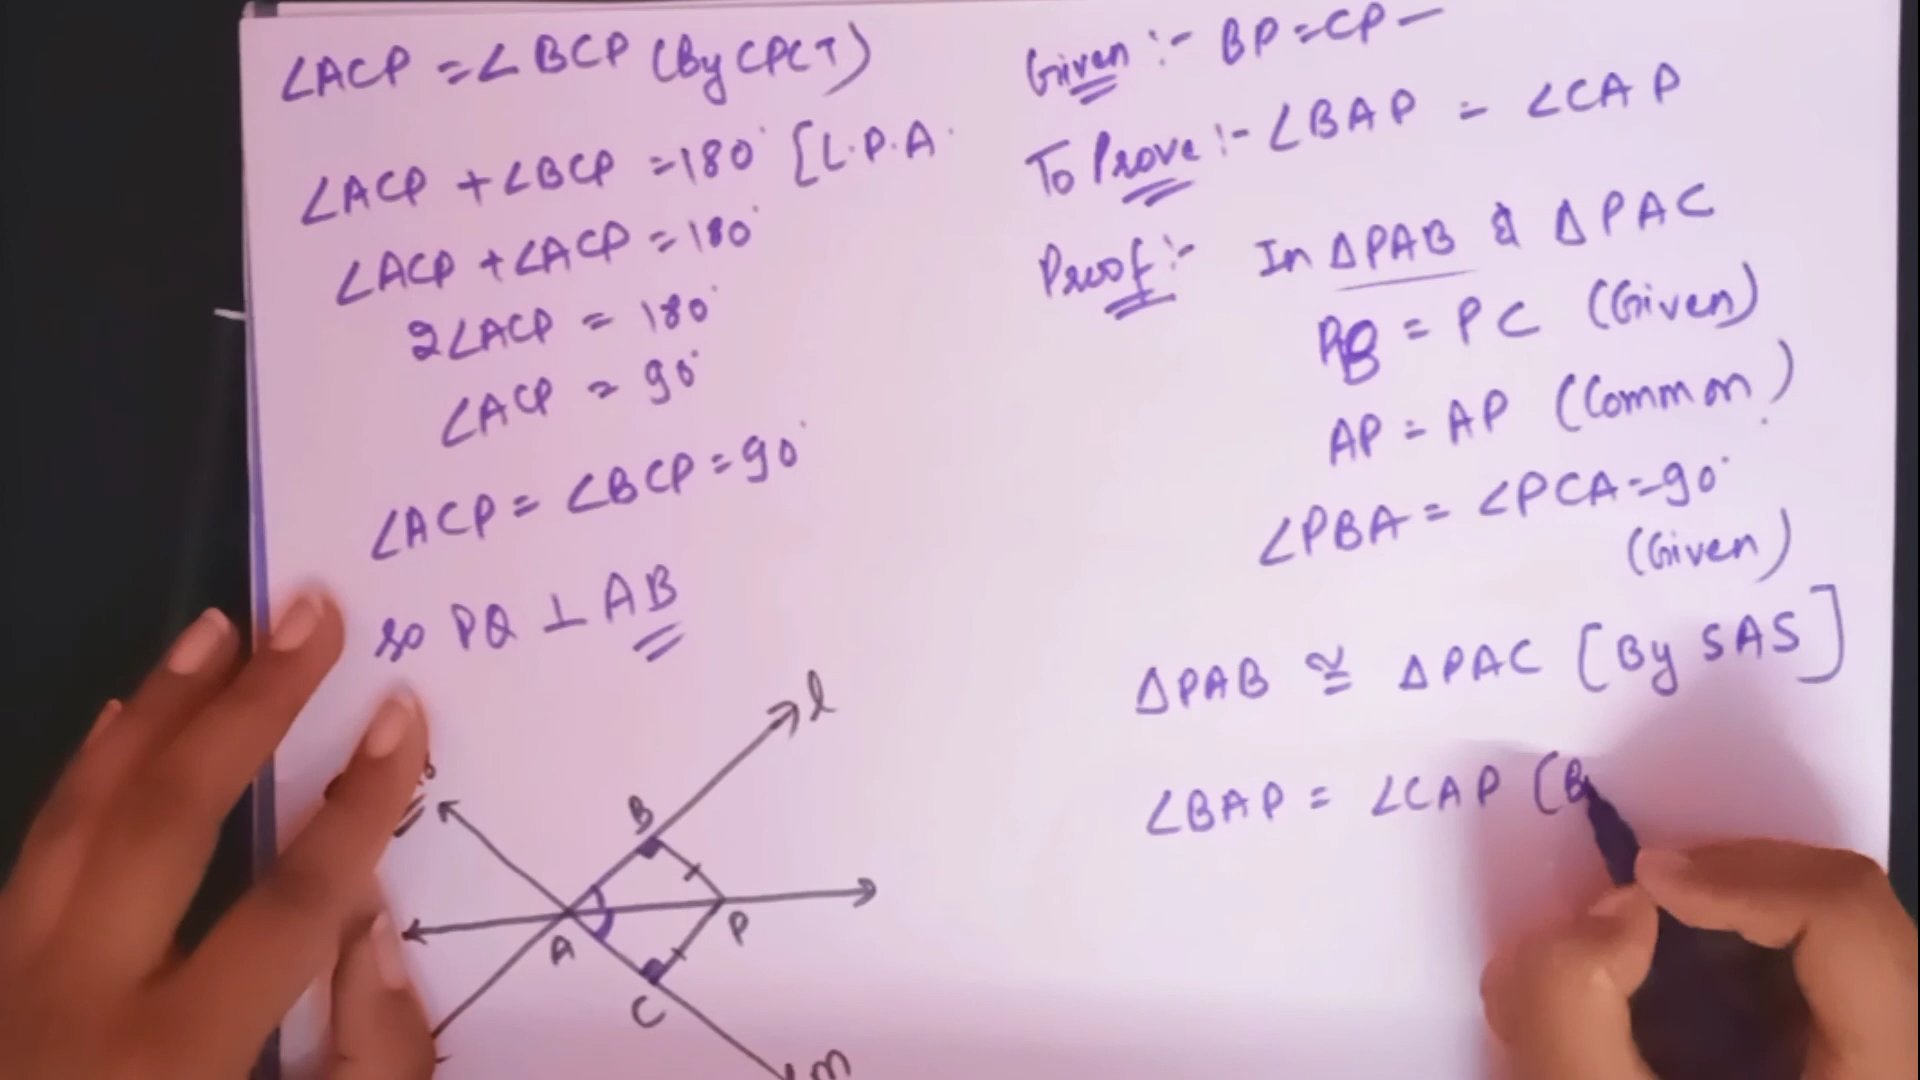 ∠ACP = ∠BCP (By CPCT)
∠ACP + ∠BCP = 180° [L.P.A.
∠ACP + ∠ACP = 180°
2∠ACP = 180°
∠ACP = 90°
∠ACP = ∠BCP = 90°
so PQ ⊥ AB
l
B
A
P
C
m
Given :- BP = CP —
To Prove :- ∠BAP = ∠CAP
Proof :- In ΔPAB & ΔPAC
PB = PC (Given)
AP = AP (Common)
∠PBA = ∠PCA = 90°
(Given)
ΔPAB ≅ ΔPAC [By SAS]
∠BAP = ∠CAP (B